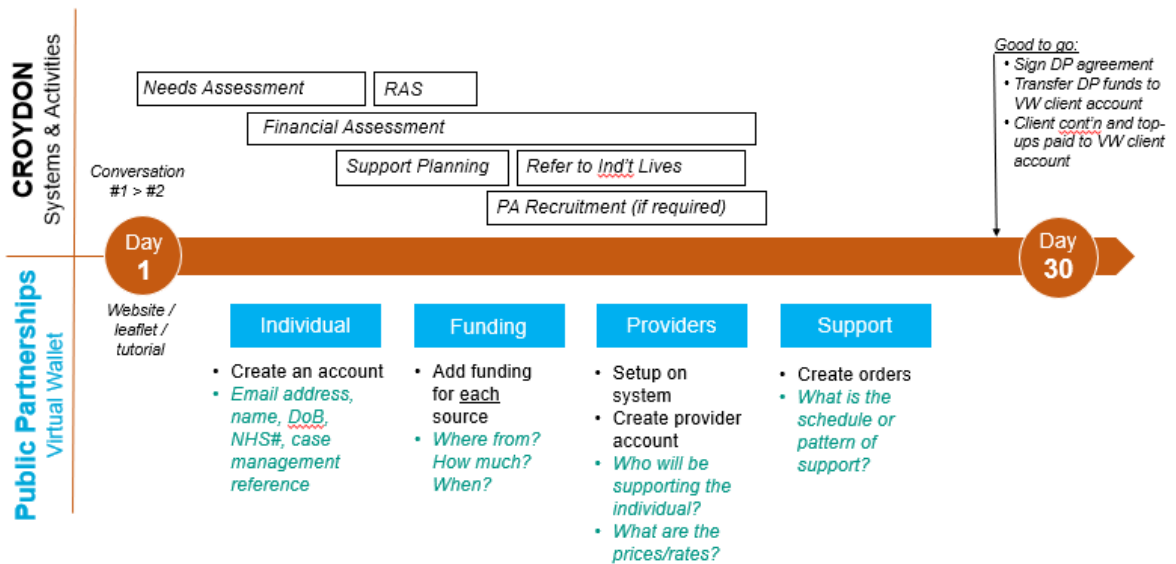 CROYDON
Systems & Activities
Needs Assessment
RAS
Financial Assessment
Support Planning
Refer to Ind't Lives
PA Recruitment (if required)
Conversation
#1 > #2
Good to go:
• Sign DP agreement
• Transfer DP funds to
VW client account
• Client cont'n and top-
ups paid to VW client
account
Day
1
Day
30
Public Partnerships
Virtual Wallet
Website /
leaflet /
tutorial
Individual
• Create an account
• Email address,
name, DoB,
NHS#, case
management
reference
Funding
• Add funding
for each
source
• Where from?
How much?
When?
Providers
• Setup on
system
• Create provider
account
• Who will be
supporting the
individual?
• What are the
prices/rates?
Support
• Create orders
• What is the
schedule or
pattern of
support?